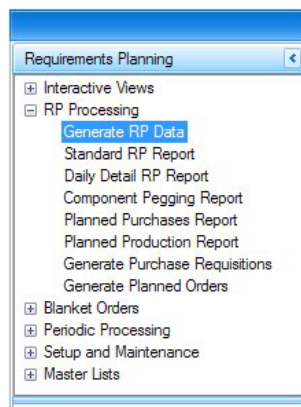 Requirements Planning
Interactive Views
RP Processing
Generate RP Data
Standard RP Report
Daily Detail RP Report
Component Pegging Report
Planned Purchases Report
Planned Production Report
Generate Purchase Requisitions
Generate Planned Orders
Blanket Orders
Periodic Processing
Setup and Maintenance
Master Lists